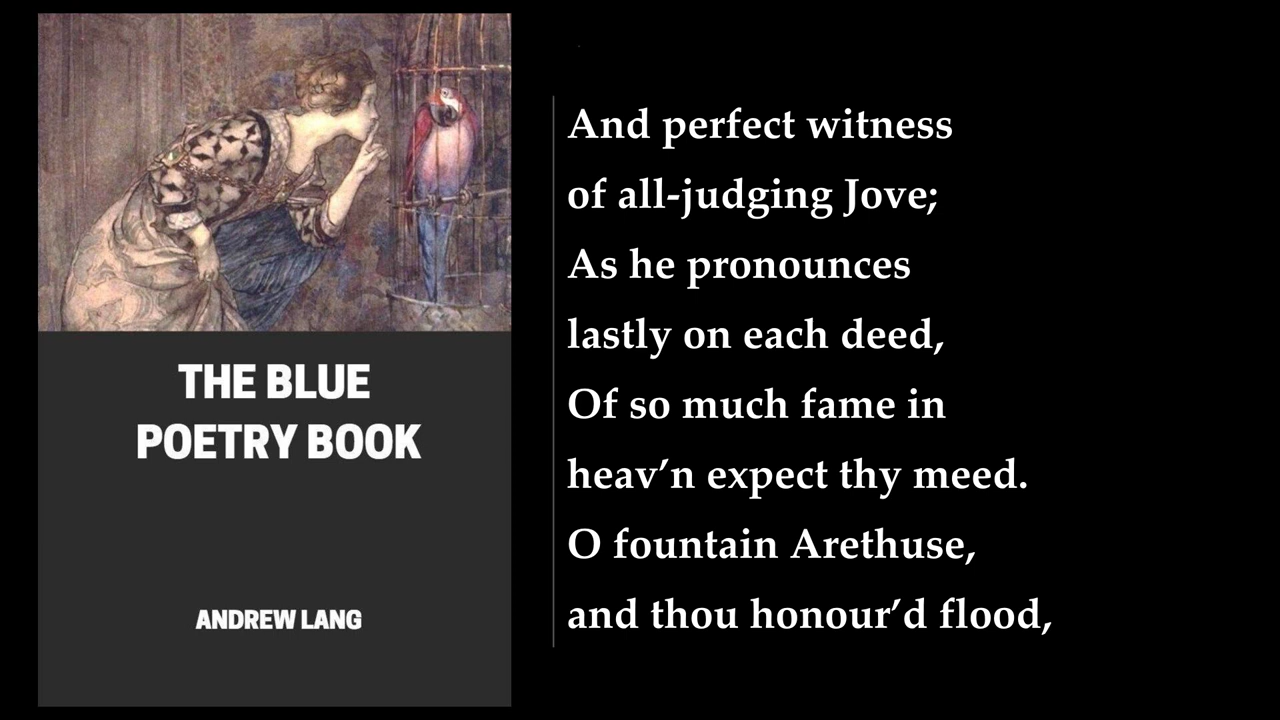 THE BLUE
POETRY BOOK
ANDREW LANG
And perfect witness
of all-judging Jove;
As he pronounces
lastly on each deed,
Of so much fame in
heav’n expect thy meed.
O fountain Arethuse,
and thou honour’d flood,